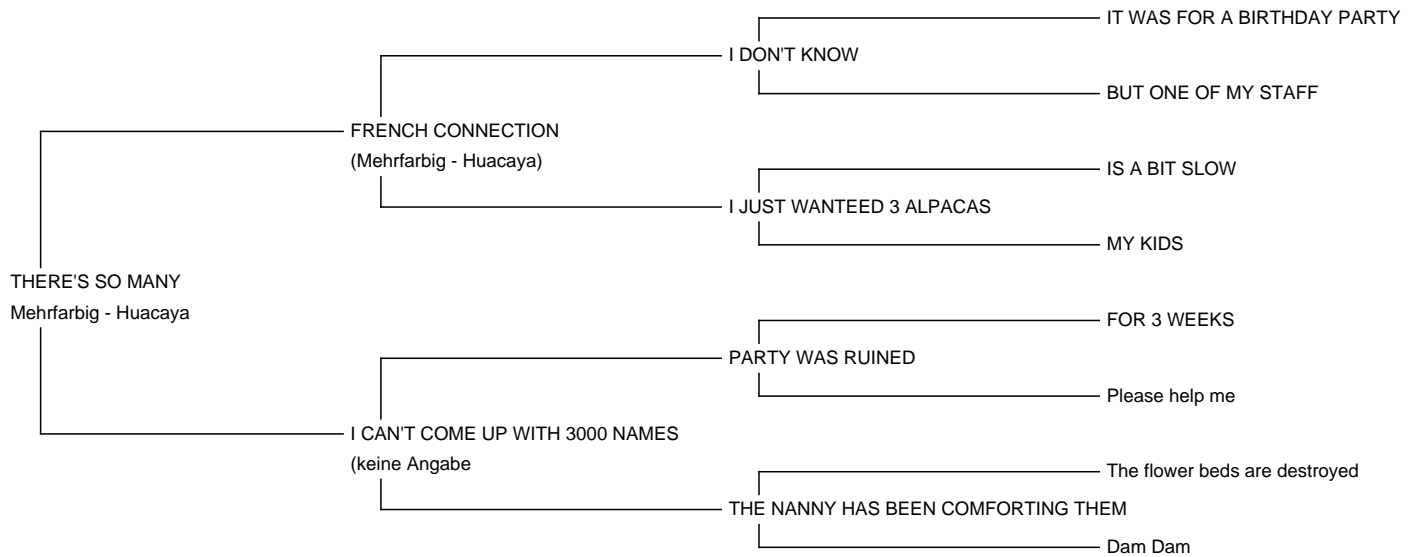 IT WAS FOR A BIRTHDAY PARTY
I DON'T KNOW
BUT ONE OF MY STAFF
FRENCH CONNECTION
(Mehrfarbig - Huacaya)
IS A BIT SLOW
I JUST WANTEED 3 ALPACAS
MY KIDS
THERE'S SO MANY
Mehrfarbig - Huacaya
FOR 3 WEEKS
PARTY WAS RUINED
Please help me
I CAN'T COME UP WITH 3000 NAMES
(keine Angabe
The flower beds are destroyed
THE NANNY HAS BEEN COMFORTING THEM
Dam Dam